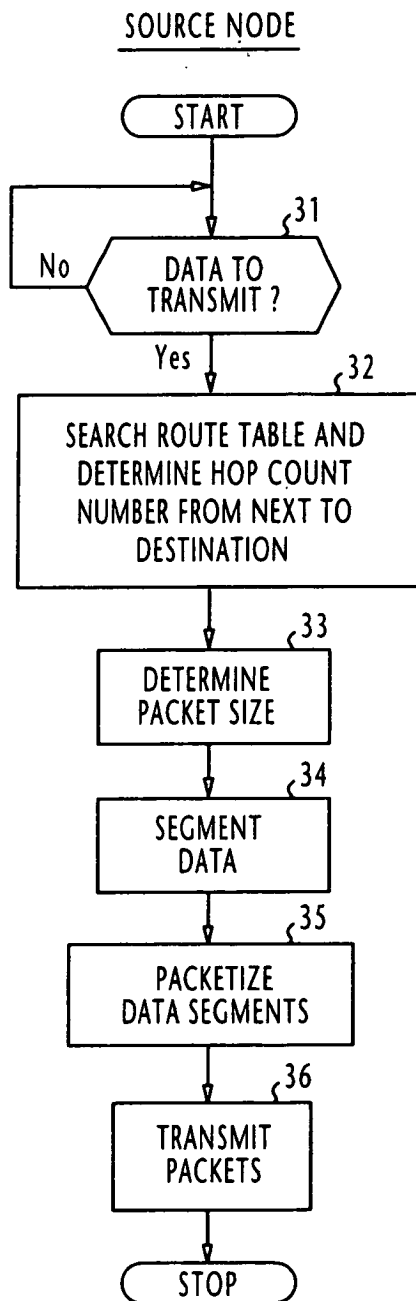 SOURCE NODE
START
31
DATA TO
TRANSMIT ?
No
Yes
32
SEARCH ROUTE TABLE AND
DETERMINE HOP COUNT
NUMBER FROM NEXT TO
DESTINATION
33
DETERMINE
PACKET SIZE
34
SEGMENT
DATA
35
PACKETIZE
DATA SEGMENTS
36
TRANSMIT
PACKETS
STOP